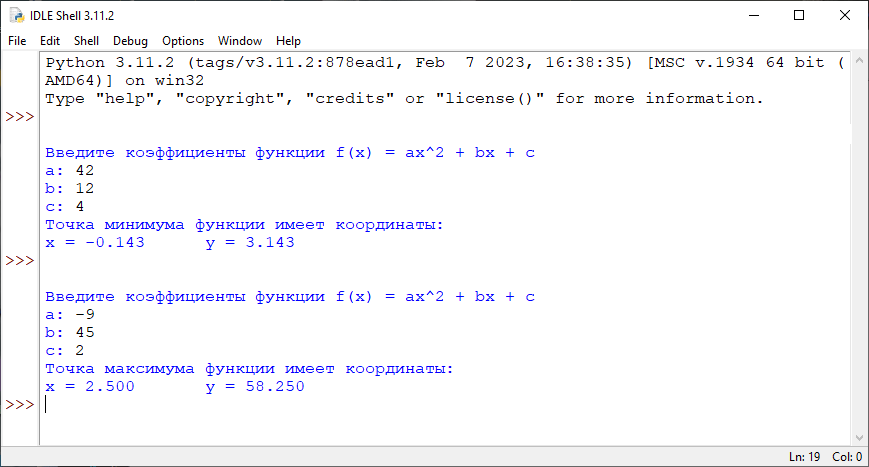 IDLE Shell 3.11.2
File Edit Shell Debug Options Window Help
Python 3.11.2 (tags/v3.11.2:878ead1, Feb  7 2023, 16:38:35) [MSC v.1934 64 bit (
AMD64)] on win32
Type "help", "copyright", "credits" or "license()" for more information.
>>>
Введите коэффициенты функции f(x) = ax^2 + bx + c
a: 42
b: 12
c: 4
Точка минимума функции имеет координаты:
x = -0.143      y = 3.143
>>>
Введите коэффициенты функции f(x) = ax^2 + bx + c
a: -9
b: 45
c: 2
Точка максимума функции имеет координаты:
x = 2.500       y = 58.250
>>>
Ln: 19 Col: 0